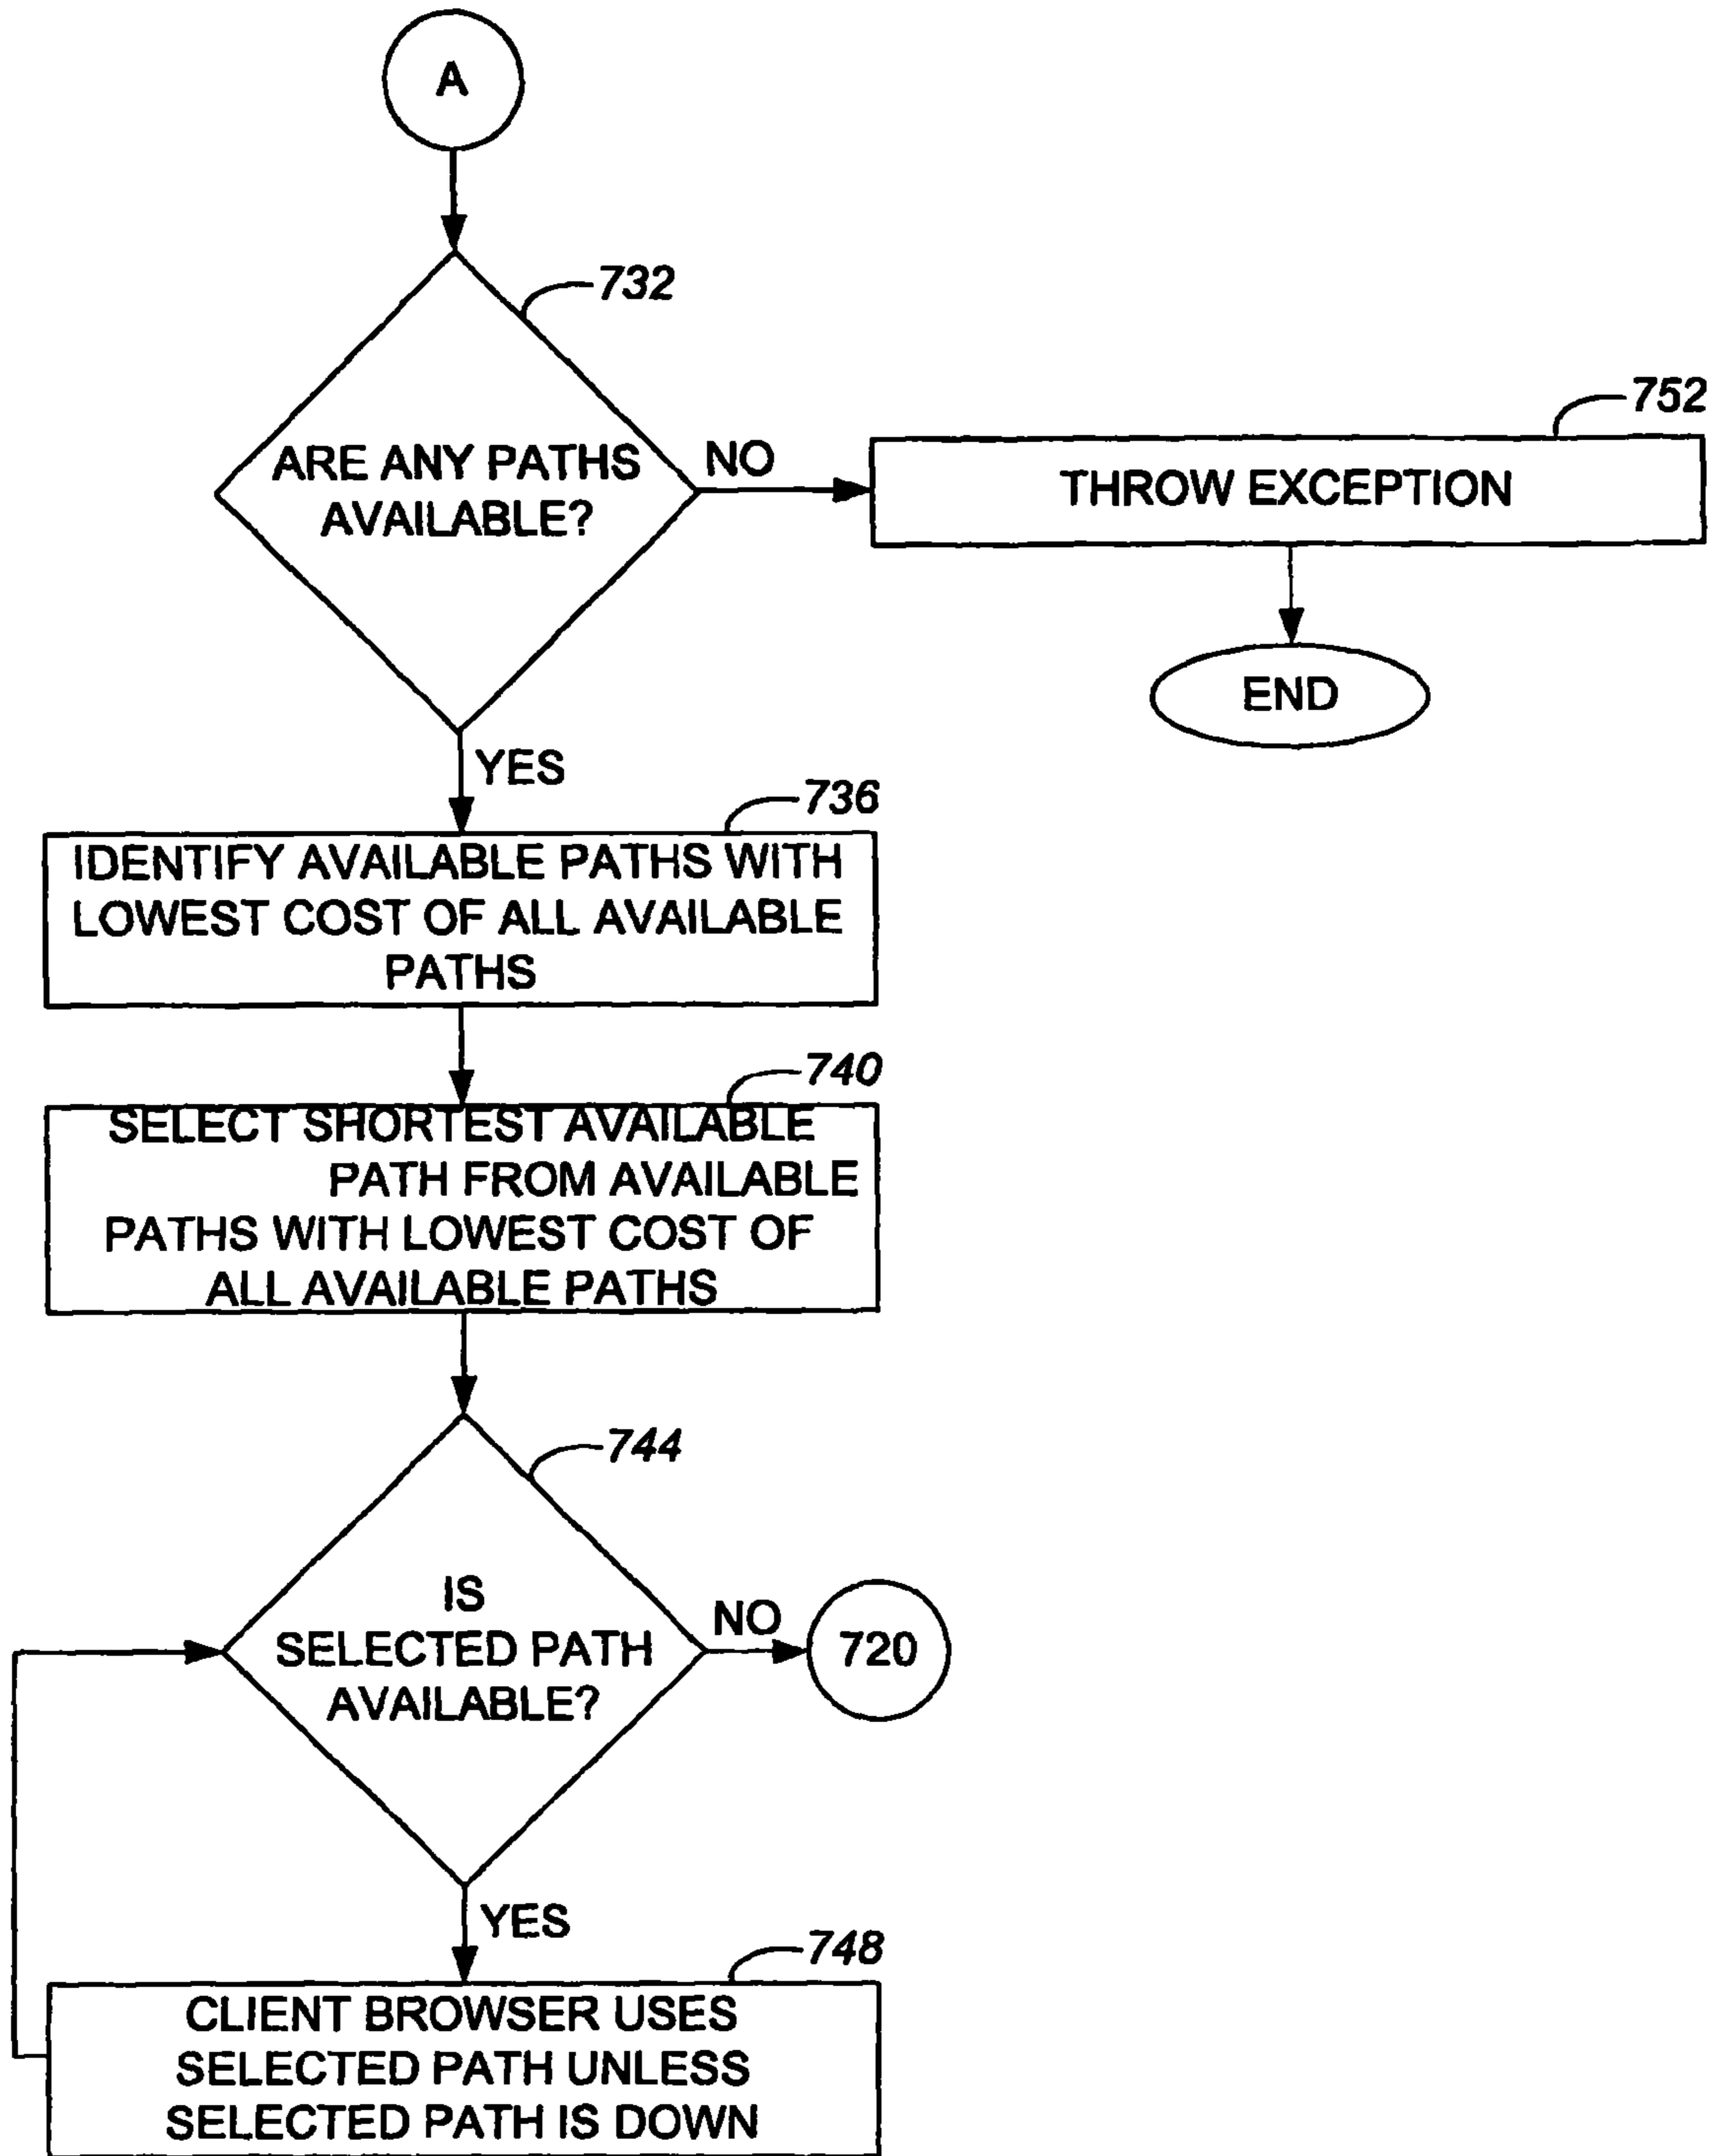 A
732
ARE ANY PATHS
AVAILABLE?
NO
752
THROW EXCEPTION
END
YES
736
IDENTIFY AVAILABLE PATHS WITH
LOWEST COST OF ALL AVAILABLE
PATHS
740
SELECT SHORTEST AVAILABLE
PATH FROM AVAILABLE
PATHS WITH LOWEST COST OF
ALL AVAILABLE PATHS
744
IS
SELECTED PATH
AVAILABLE?
NO
720
YES
748
CLIENT BROWSER USES
SELECTED PATH UNLESS
SELECTED PATH IS DOWN